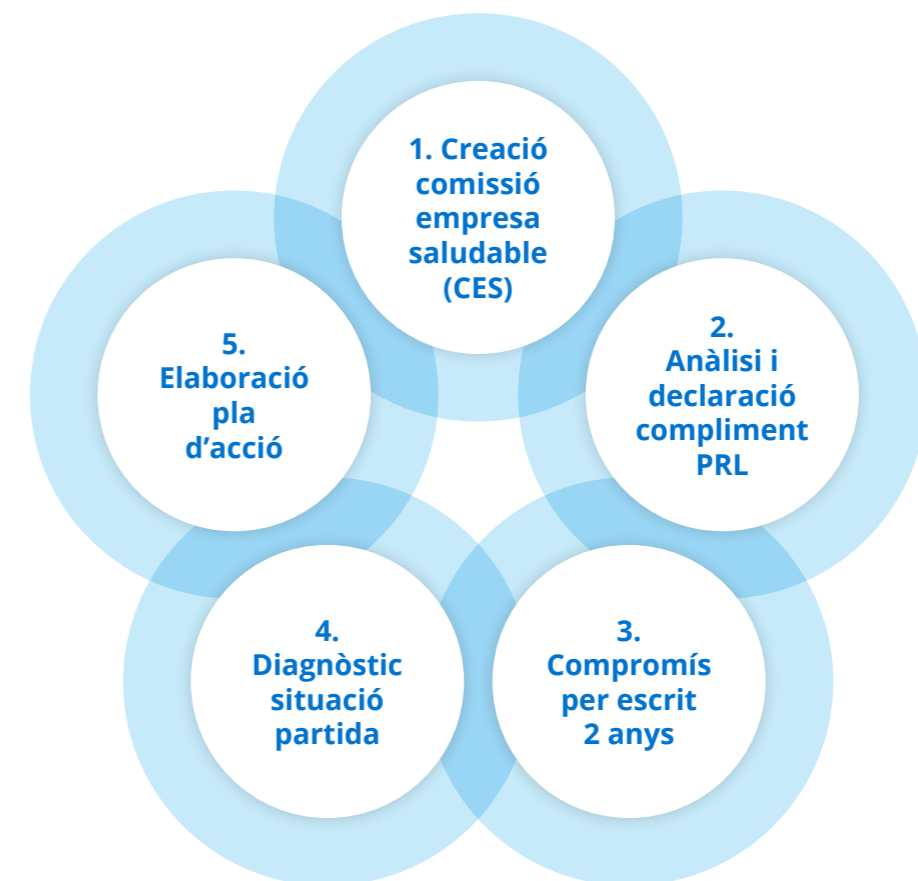 1. Creació
comissió
empresa
saludable
(CES)
2.
Anàlisi i
declaració
compliment
PRL
3.
Compromís
per escrit
2 anys
4.
Diagnòstic
situació
partida
5.
Elaboració
pla
d’acció